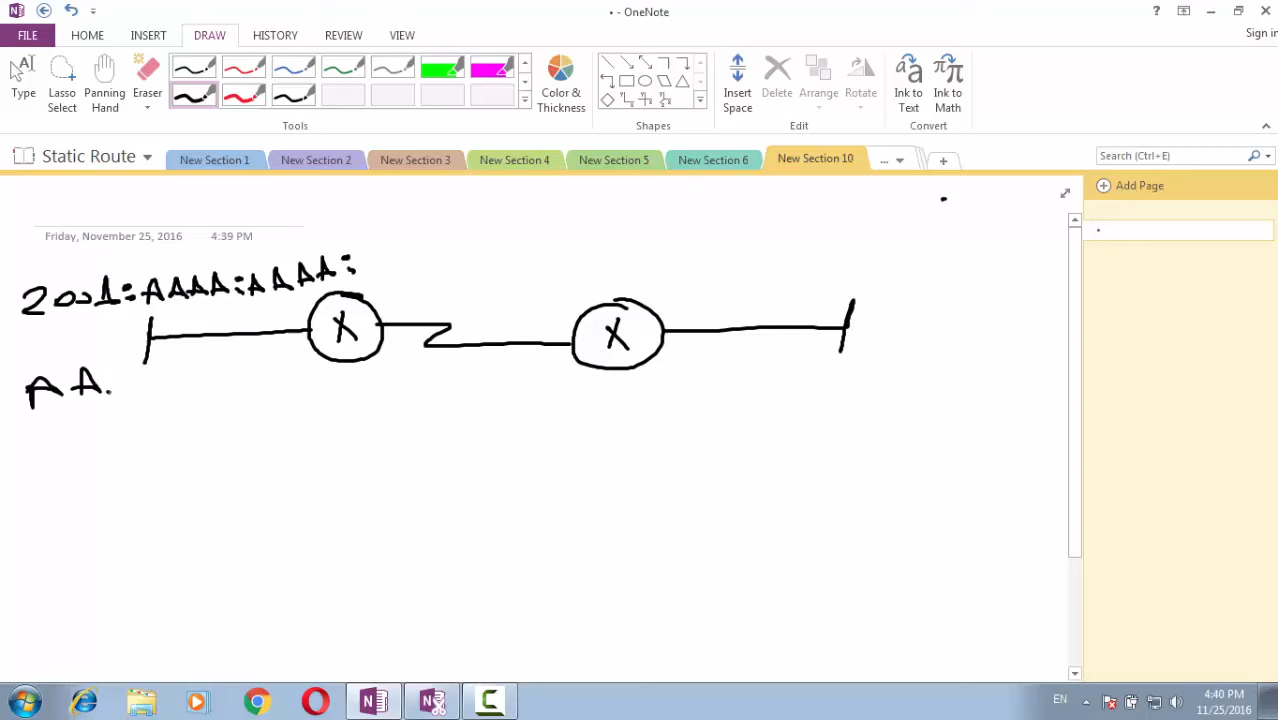 • - OneNote
? 
Sign in
FILE HOME INSERT DRAW HISTORY REVIEW VIEW
Type
Lasso Select
Panning Hand
Eraser
Color & Thickness
Insert Space
Delete
Arrange
Rotate
Ink to Text
Ink to Math
Tools
Shapes
Edit
Convert
Static Route
New Section 1
New Section 2
New Section 3
New Section 4
New Section 5
New Section 6
New Section 10
...
Search (Ctrl+E)
Add Page
Friday, November 25, 2016 4:39 PM
2001:AAAA:AAAA:
X X
AA.
EN
4:40 PM
11/25/2016